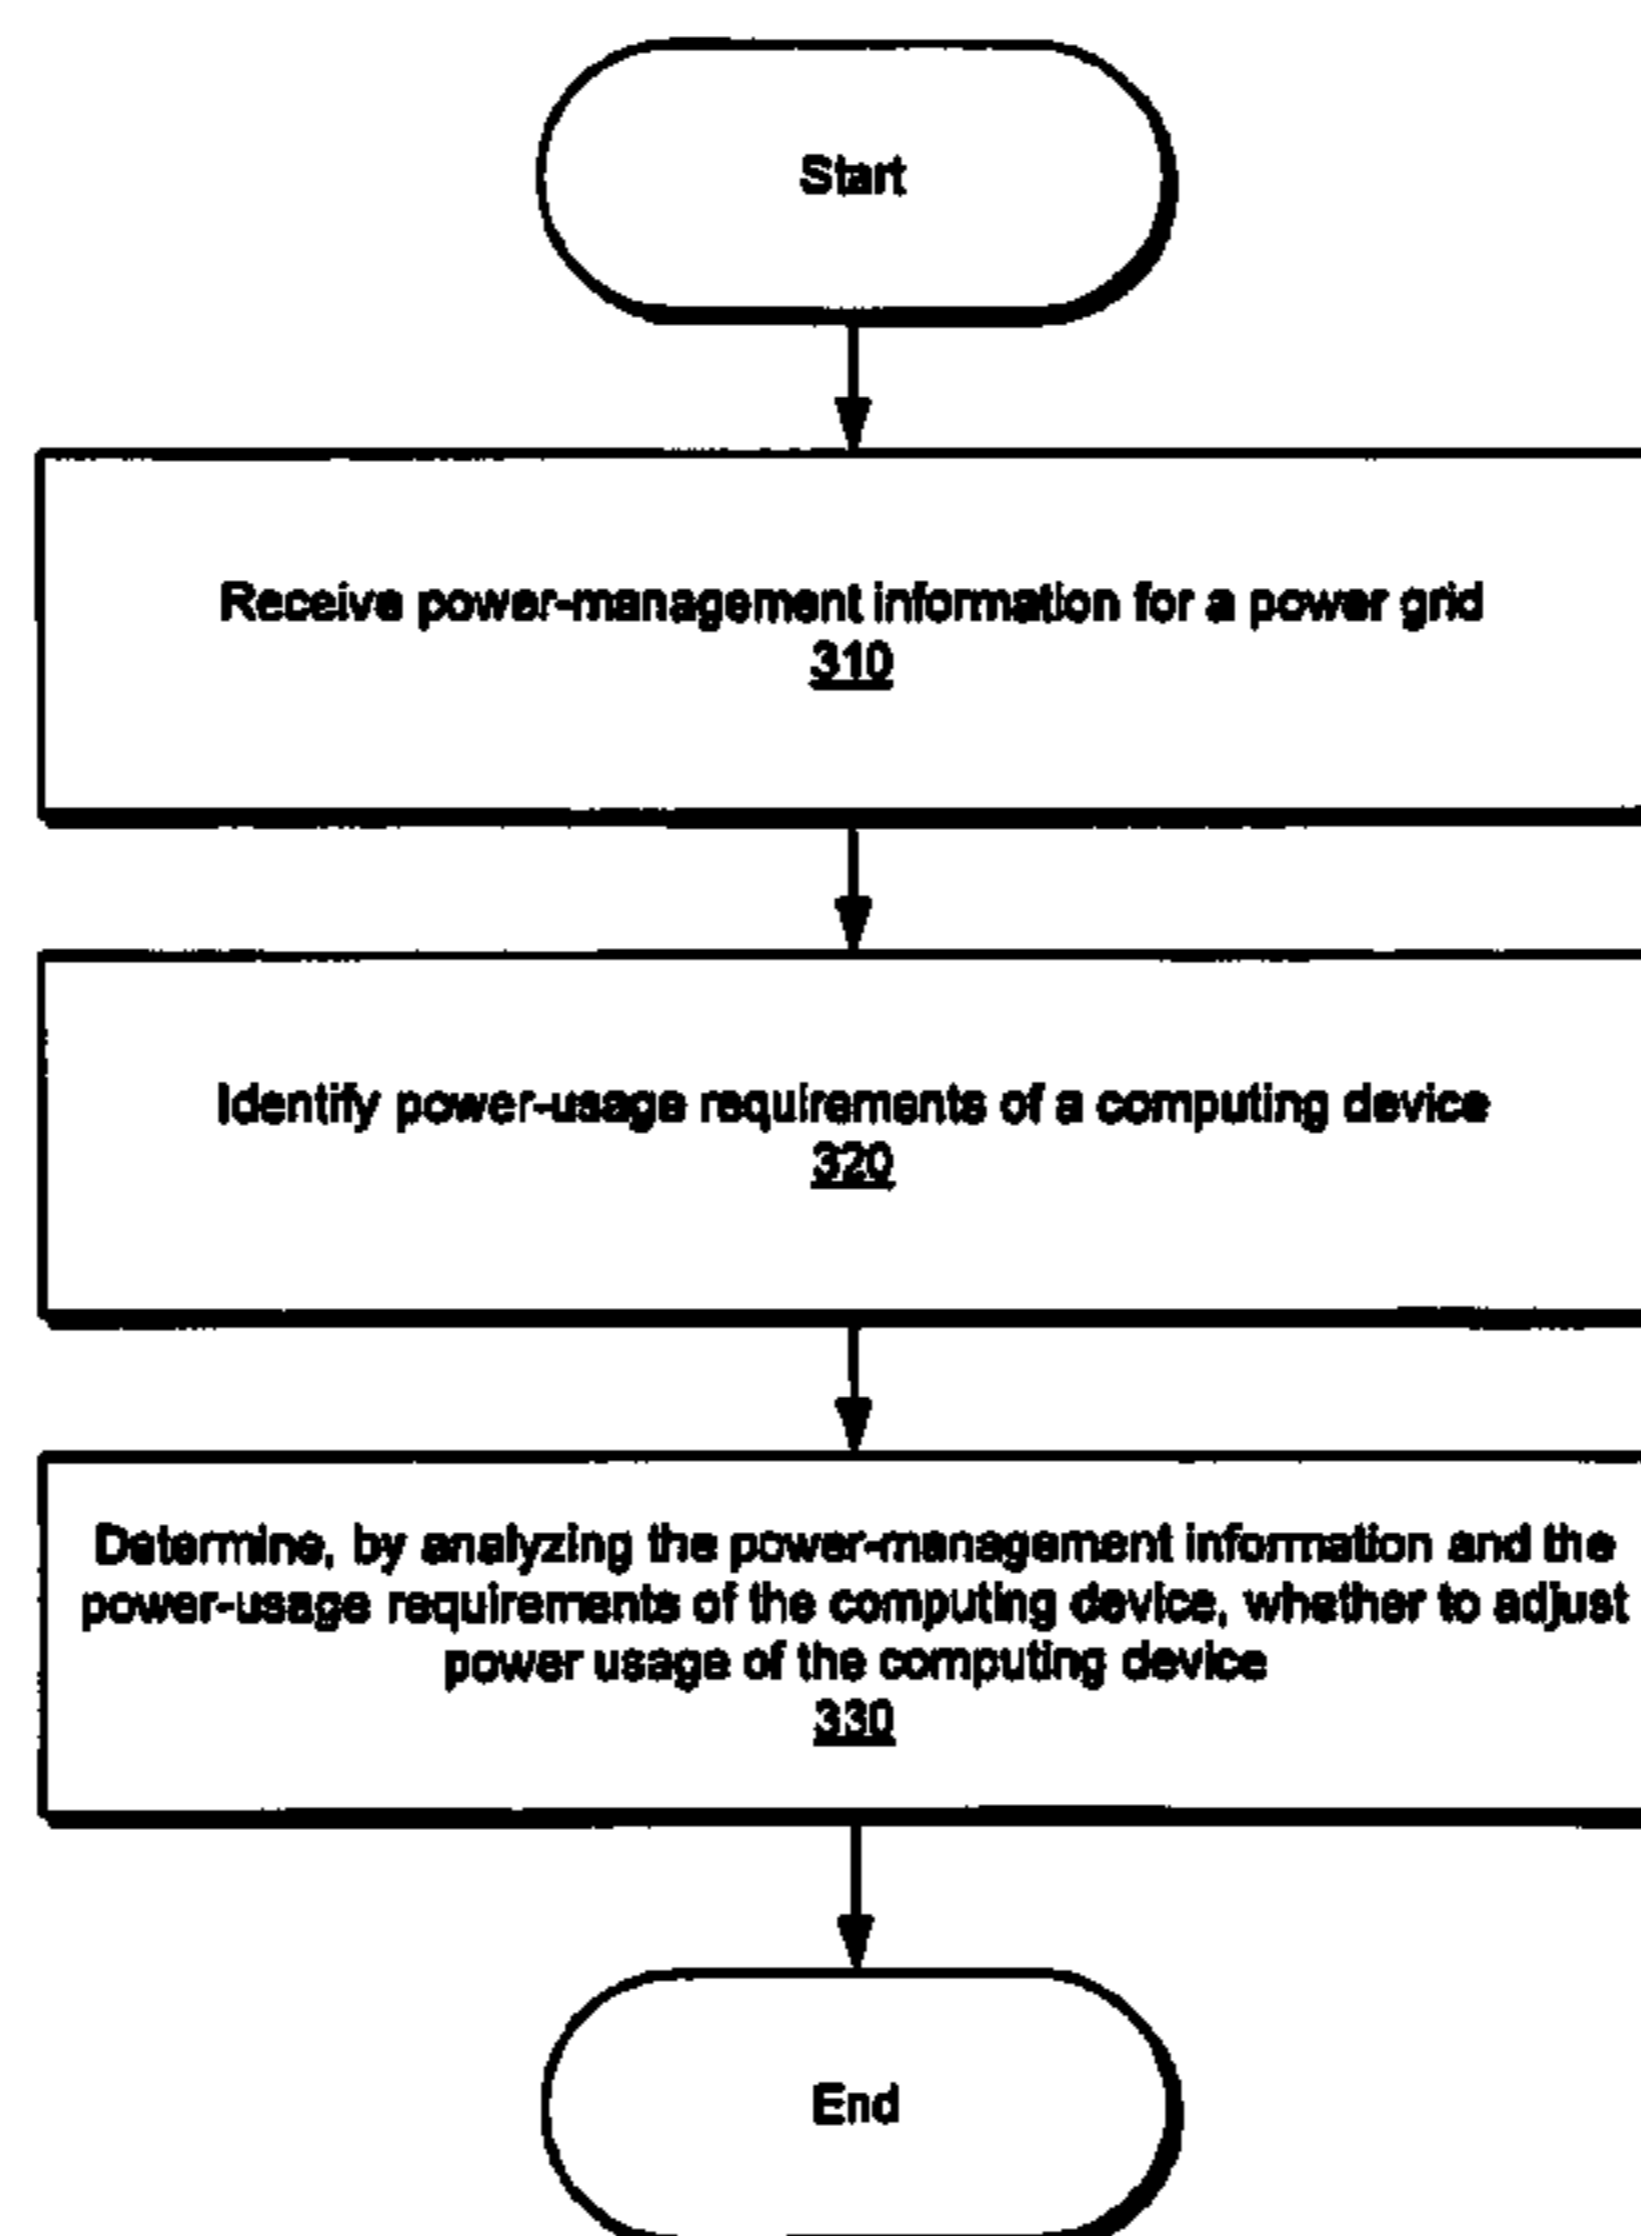 Start
Receive power-management information for a power grid
310
Identify power-usage requirements of a computing device
320
Determine, by analyzing the power-management information and the
power-usage requirements of the computing device, whether to adjust
power usage of the computing device
330
End